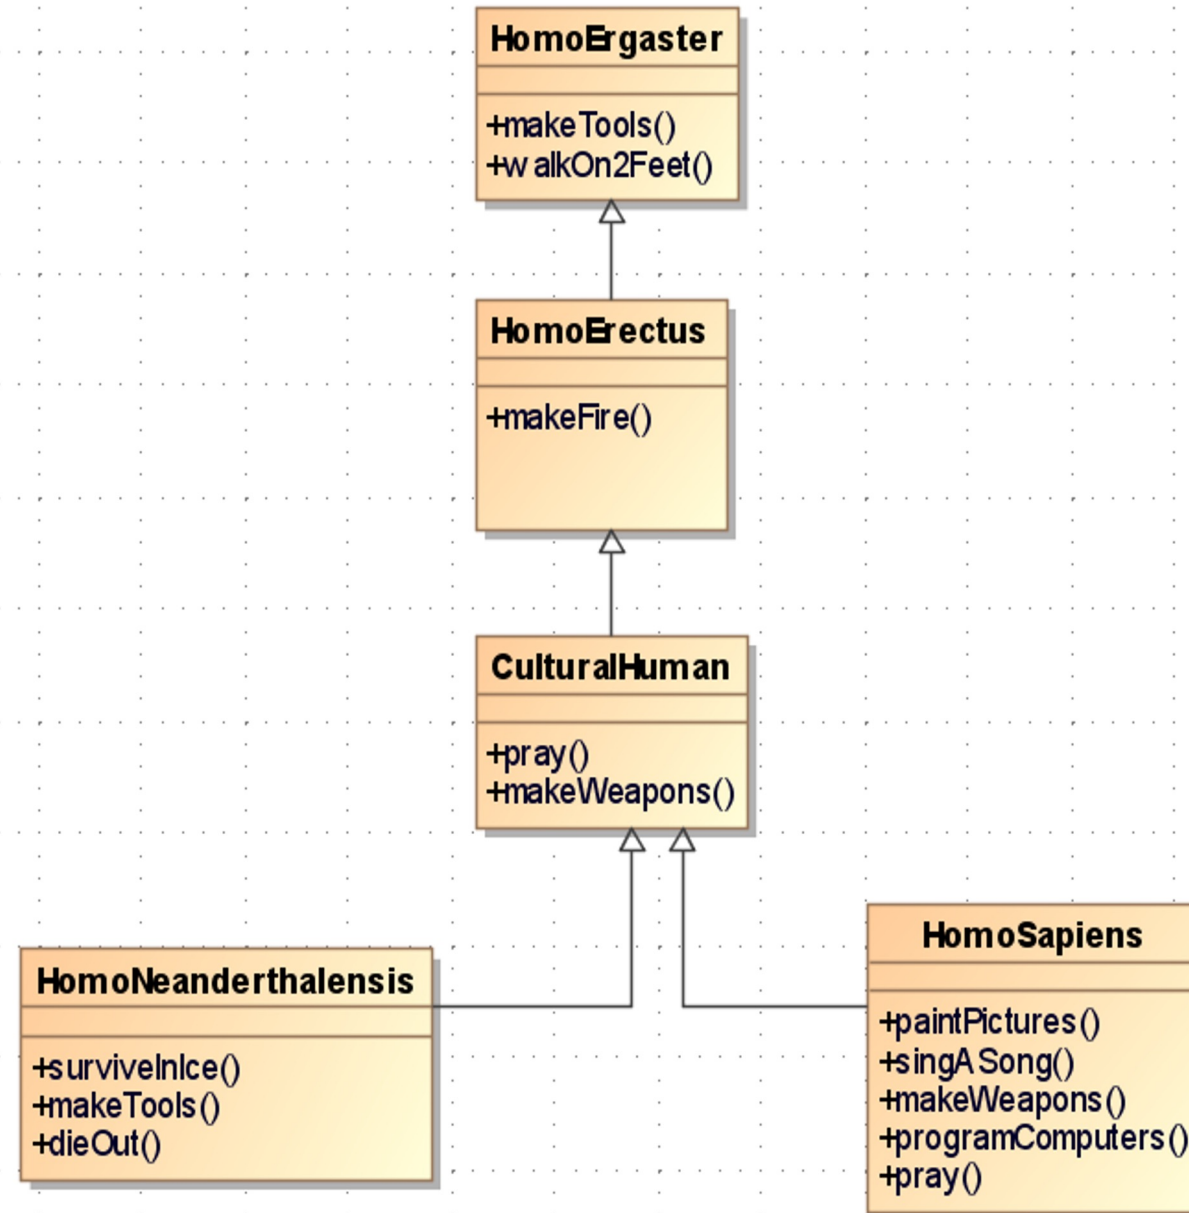 HomoErgaster
+makeTools()
+walkOn2Feet()
HomoErectus
+makeFire()
CulturalHuman
+pray()
+makeWeapons()
HomoNeanderthalensis
+surviveInIce()
+makeTools()
+dieOut()
HomoSapiens
+paintPictures()
+singASong()
+makeWeapons()
+programComputers()
+pray()